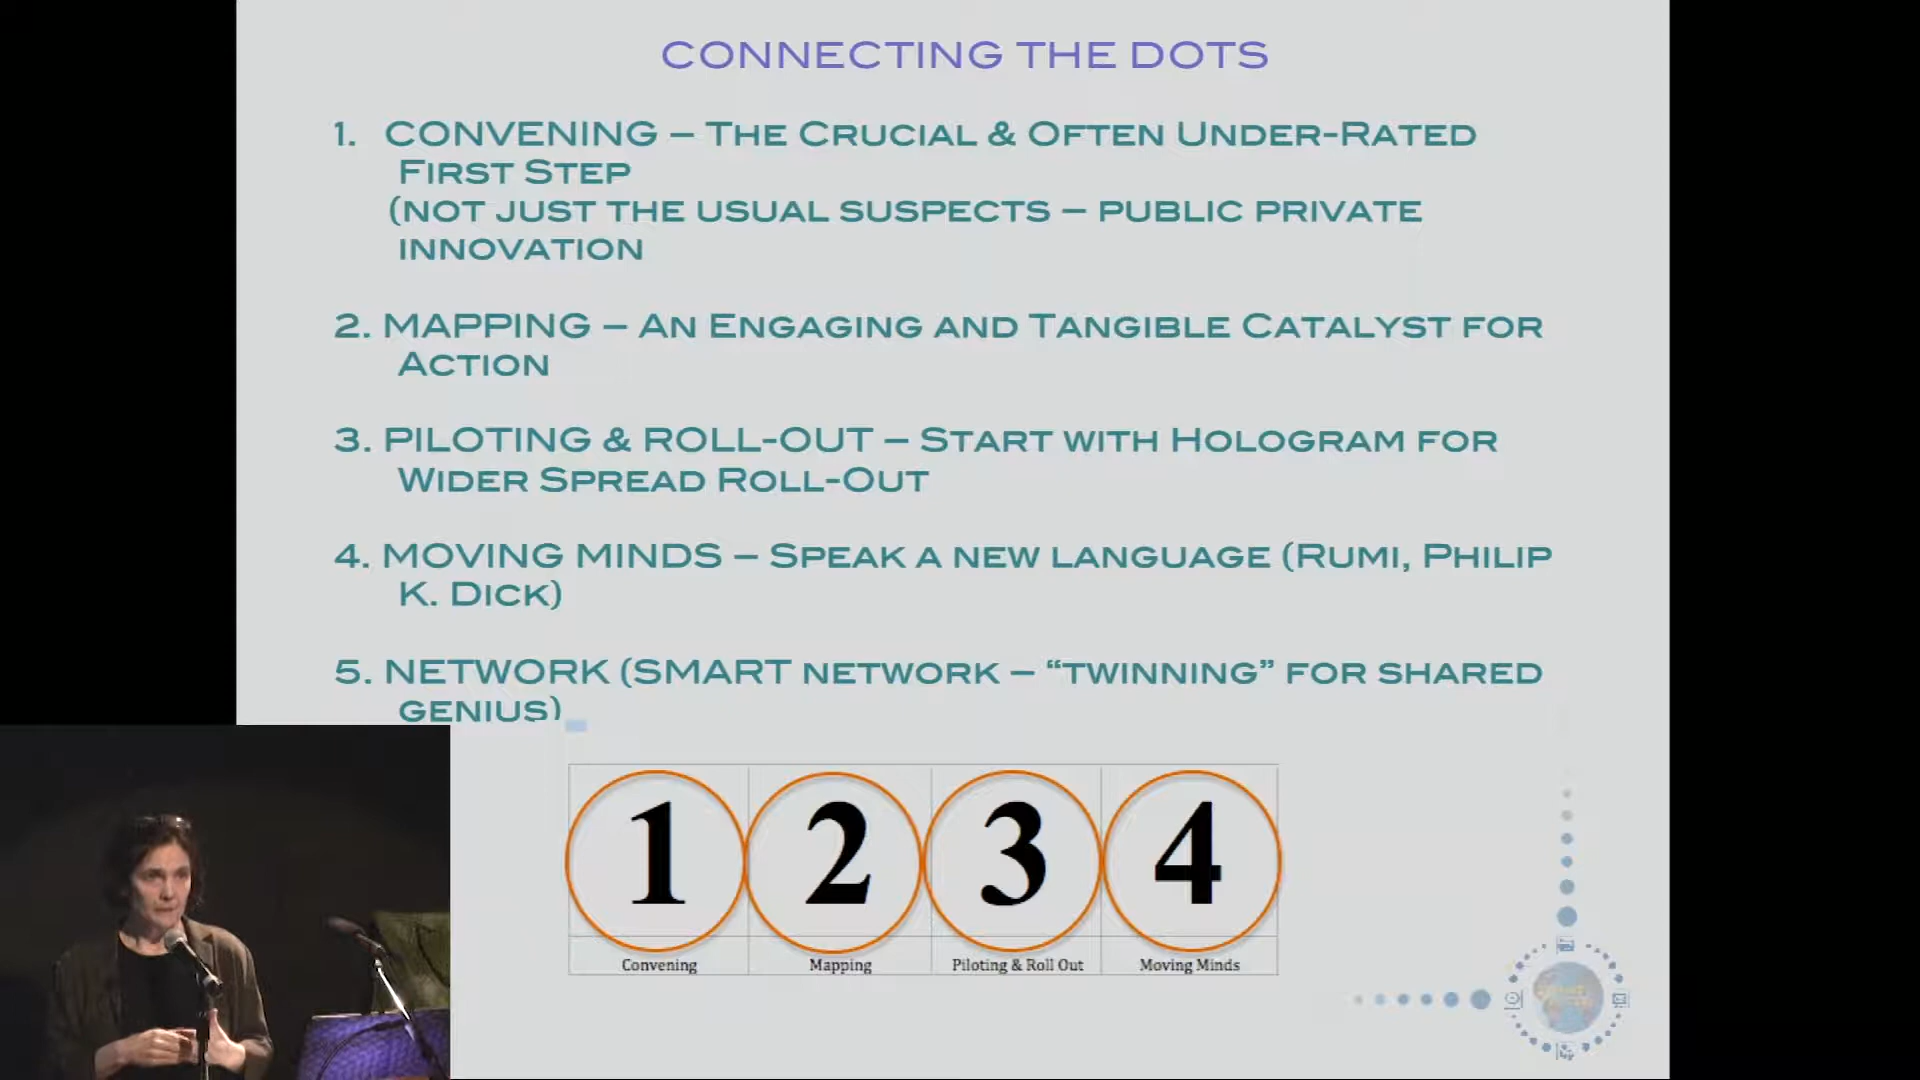 CONNECTING THE DOTS
1. CONVENING – THE CRUCIAL & OFTEN UNDER-RATED
FIRST STEP
(NOT JUST THE USUAL SUSPECTS – PUBLIC PRIVATE
INNOVATION
2. MAPPING – AN ENGAGING AND TANGIBLE CATALYST FOR
ACTION
3. PILOTING & ROLL-OUT – START WITH HOLOGRAM FOR
WIDER SPREAD ROLL-OUT
4. MOVING MINDS – SPEAK A NEW LANGUAGE (RUMI, PHILIP
K. DICK)
5. NETWORK (SMART NETWORK – “TWINNING” FOR SHARED
GENIUS)
1 2 3 4
Convening Mapping Piloting & Roll Out Moving Minds